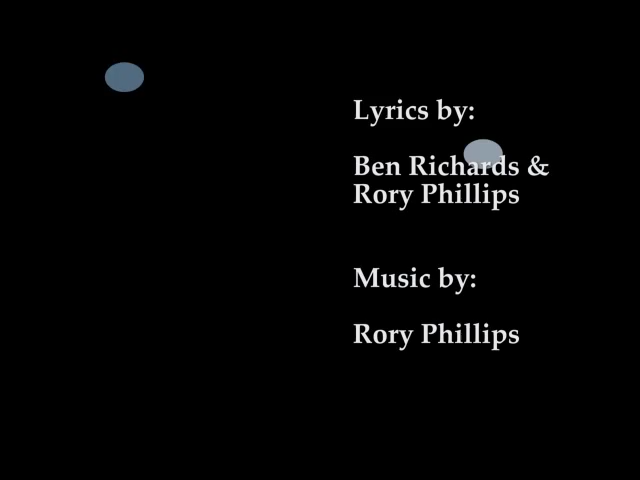 Lyrics by:
Ben Richards &
Rory Phillips
Music by:
Rory Phillips